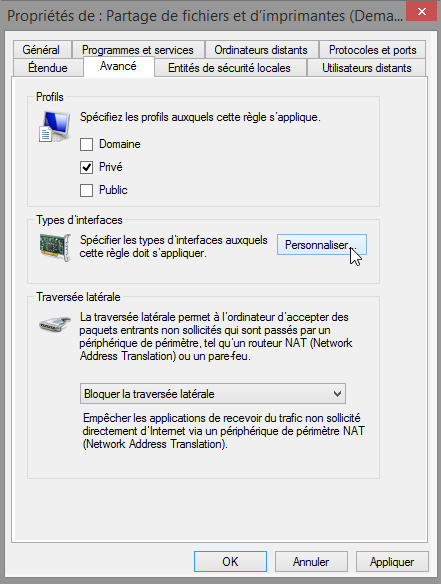 Propriétés de : Partage de fichiers et d'imprimantes (Dema...
Général Programmes et services Ordinateurs distants Protocoles et ports
Étendue Avancé Entités de sécurité locales Utilisateurs distants
Profils
Spécifiez les profils auxquels cette règle s'applique.
Domaine
Privé
Public
Types d'interfaces
Spécifier les types d'interfaces auxquels
cette règle doit s'appliquer.
Personnaliser...
Traversée latérale
La traversée latérale permet à l'ordinateur d'accepter des
paquets entrants non sollicités qui sont passés par un
périphérique de périmètre, tel qu'un routeur NAT (Network
Address Translation) ou un pare-feu.
Bloquer la traversée latérale
Empêcher les applications de recevoir du trafic non sollicité
directement d'Internet via un périphérique de périmètre NAT
(Network Address Translation).
OK Annuler Appliquer